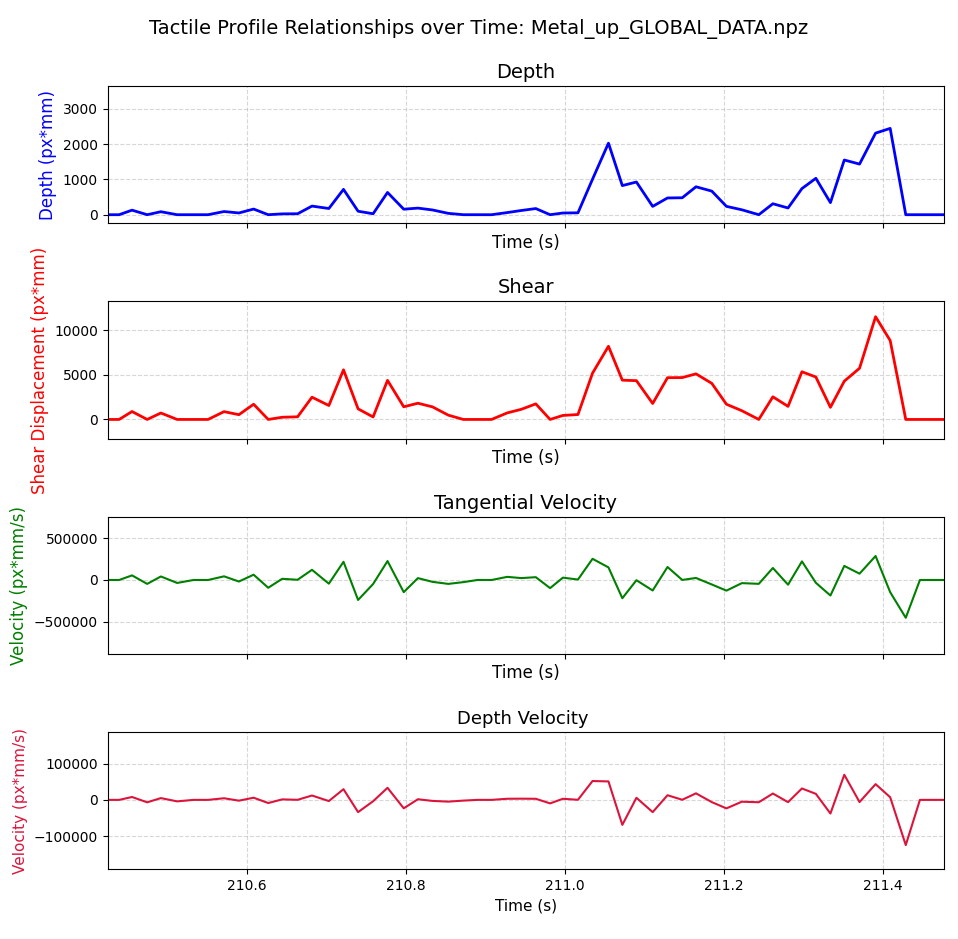 Tactile Profile Relationships over Time: Metal_up_GLOBAL_DATA.npz
Depth
Depth (px*mm)
3000
2000
1000
0
Time (s)
Shear
Shear Displacement (px*mm)
10000
5000
0
Time (s)
Tangential Velocity
Velocity (px*mm/s)
500000
0
−500000
Time (s)
Depth Velocity
Velocity (px*mm/s)
100000
0
−100000
210.6 210.8 211.0 211.2 211.4
Time (s)